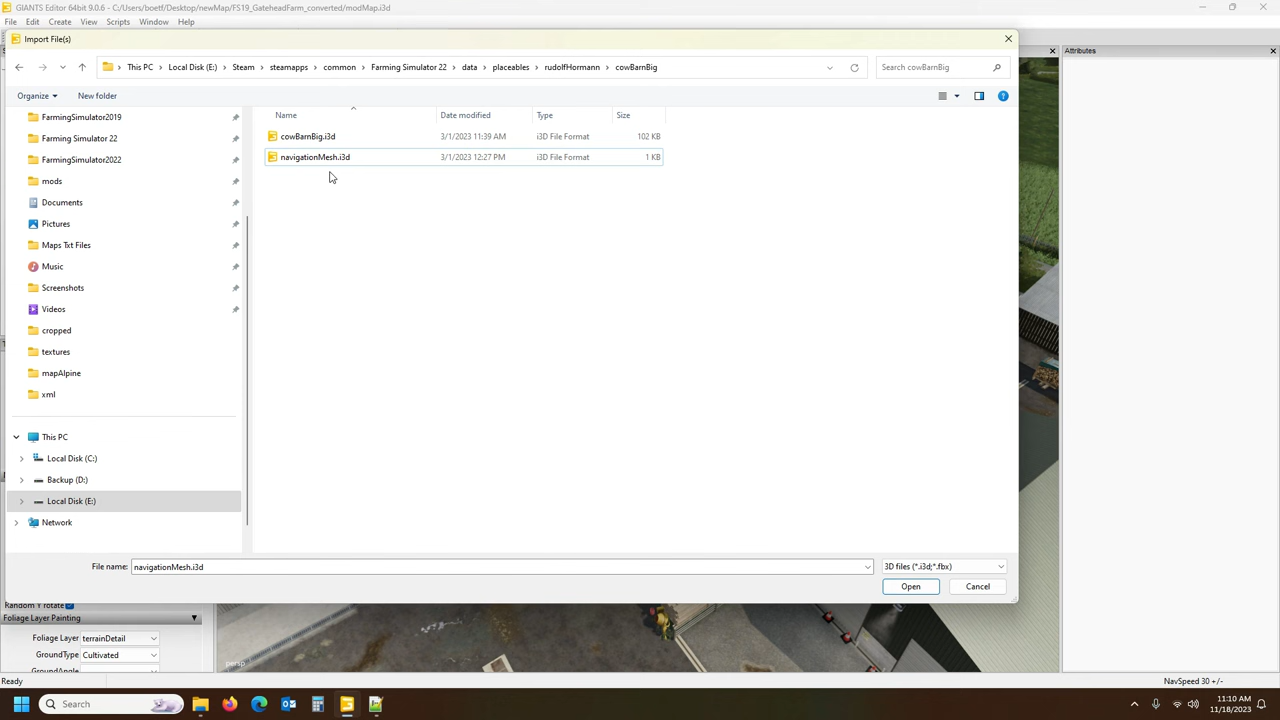 GIANTS Editor 64bit 9.0.6 - C:/Users/boetf/Desktop/newMap/FS19_GateheadFarm_converted/modMap.i3d
File Edit Create View Scripts Window Help
Import File(s)
Attributes
This PC > Local Disk (E:) > Steam > steamapps > common > Farming Simulator 22 > data > placeables > rudolfHormann > cowBarnBig
Search cowBarnBig
Organize New folder
Name Date modified Type Size
FarmingSimulator2019
Farming Simulator 22
FarmingSimulator2022
mods
Documents
Pictures
Maps Txt Files
Music
Screenshots
Videos
cropped
textures
mapAlpine
xml
This PC
Local Disk (C:)
Backup (D:)
Local Disk (E:)
Network
cowBarnBig.i3d 3/1/2023 11:39 AM i3D File Format 102 KB
navigationMesh.i3d 3/1/2023 12:27 PM i3D File Format 1 KB
File name: navigationMesh.i3d 3D files (*.i3d;*.fbx)
Open Cancel
Random Y rotate
Foliage Layer Painting
Foliage Layer terrainDetail
GroundType Cultivated
GroundAngle
persp
Ready NavSpeed 30 +/-
Search
11:10 AM
11/18/2023